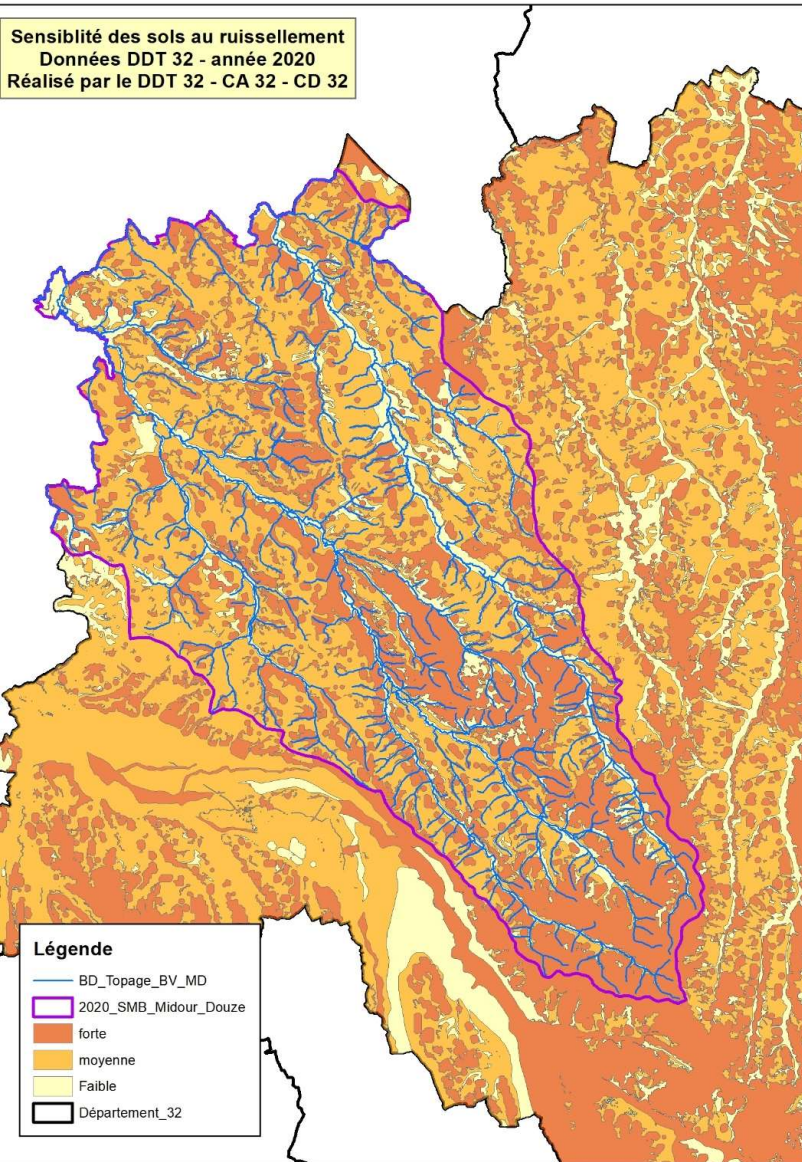 Sensiblité des sols au ruissellement
Données DDT 32 - année 2020
Réalisé par le DDT 32 - CA 32 - CD 32
Légende
BD_Topage_BV_MD
2020_SMB_Midour_Douze
forte
moyenne
Faible
Département_32